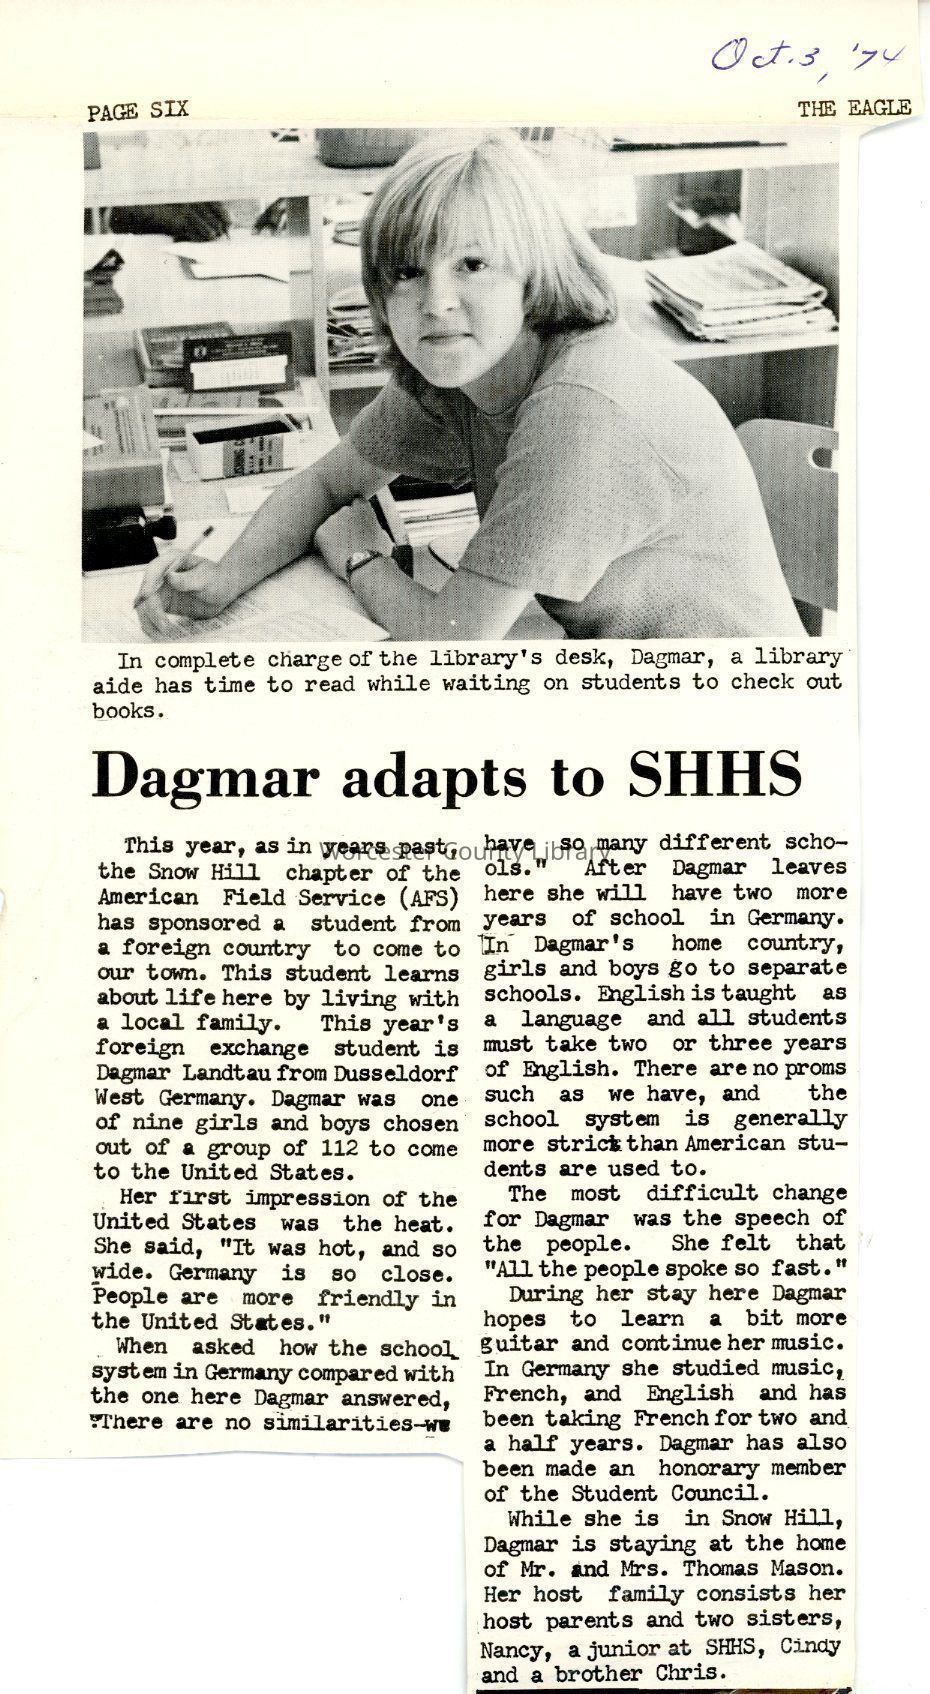 Oct. 3, '74
PAGE SIX
THE EAGLE
In complete charge of the library's desk, Dagmar, a library
aide has time to read while waiting on students to check out
books.
Dagmar adapts to SHHS
Worcester County Library
This year, as in years past,
the Snow Hill chapter of the
American Field Service (AFS)
has sponsored a student from
a foreign country to come to
our town. This student learns
about life here by living with
a local family. This year's
foreign exchange student is
Dagmar Landtau from Dusseldorf
West Germany. Dagmar was one
of nine girls and boys chosen
out of a group of 112 to come
to the United States.
Her first impression of the
United States was the heat.
She said, "It was hot, and so
wide. Germany is so close.
People are more friendly in
the United States."
When asked how the school
system in Germany compared with
the one here Dagmar answered,
"There are no similarities-we
have so many different scho-
ols." After Dagmar leaves
here she will have two more
years of school in Germany.
In Dagmar's home country,
girls and boys go to separate
schools. English is taught as
a language and all students
must take two or three years
of English. There are no proms
such as we have, and the
school system is generally
more strict than American stu-
dents are used to.
The most difficult change
for Dagmar was the speech of
the people. She felt that
"All the people spoke so fast."
During her stay here Dagmar
hopes to learn a bit more
guitar and continue her music.
In Germany she studied music,
French, and English and has
been taking French for two and
a half years. Dagmar has also
been made an honorary member
of the Student Council.
While she is in Snow Hill,
Dagmar is staying at the home
of Mr. and Mrs. Thomas Mason.
Her host family consists her
host parents and two sisters,
Nancy, a junior at SHHS, Cindy
and a brother Chris.